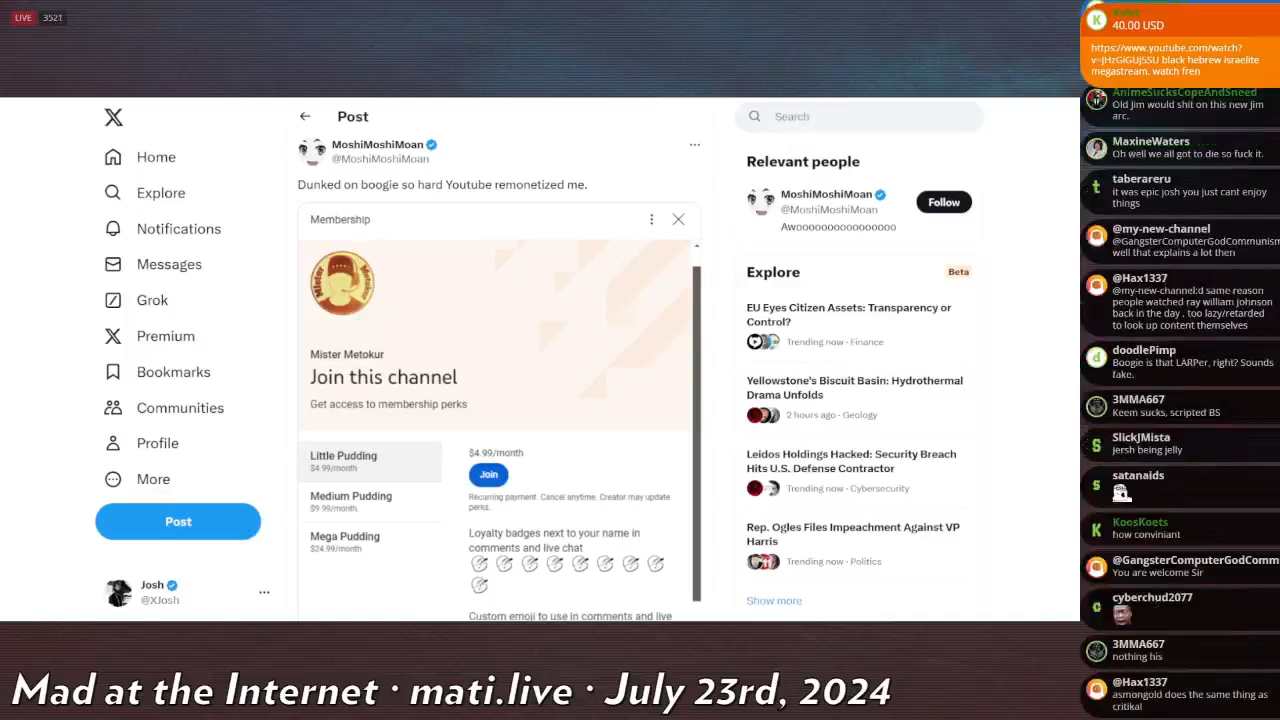 LIVE 3521
X
Home
Explore
Notifications
Messages
Grok
Premium
Bookmarks
Communities
Profile
More
Post
Josh
@XJosh
Post
MoshiMoshiMoan
@MoshiMoshiMoan
Dunked on boogie so hard Youtube remonetized me.
Membership
Mister Metokur
Join this channel
Get access to membership perks
Little Pudding
$4.99/month
Medium Pudding
$9.99/month
Mega Pudding
$24.99/month
$4.99/month
Join
Recurring payment. Cancel anytime. Creator may update
perks.
Loyalty badges next to your name in
comments and live chat
Custom emoji to use in comments and live
Search
Relevant people
MoshiMoshiMoan
@MoshiMoshiMoan
Follow
Awoooooooooooooooo
Explore
Beta
EU Eyes Citizen Assets: Transparency or
Control?
Trending now · Finance
Yellowstone's Biscuit Basin: Hydrothermal
Drama Unfolds
2 hours ago · Geology
Leidos Holdings Hacked: Security Breach
Hits U.S. Defense Contractor
Trending now · Cybersecurity
Rep. Ogles Files Impeachment Against VP
Harris
Trending now · Politics
Show more
K
40.00 USD
https://www.youtube.com/watch?
v=JHzGiGUJ5SU black hebrew israelite
megastream. watch fren
AnimeSucksCopeAndSneed
Old Jim would shit on this new Jim
arc.
MaxineWaters
Oh well we all got to die so fuck it.
t
taberareru
it was epic josh you just cant enjoy
things
@my-new-channel
@GangsterComputerGodCommunism
well that explains a lot then
@Hax1337
@my-new-channel:d same reason
people watched ray william johnson
back in the day , too lazy/retarded
to look up content themselves
d
doodlePimp
Boogie is that LARPer, right? Sounds
fake.
3MMA667
Keem sucks, scripted BS
S
SlickJMista
Jersh being jelly
s
satanaids
K
KoosKoets
how conviniant
@GangsterComputerGodComm
You are welcome Sir
c
cyberchud2077
3MMA667
nothing his
@Hax1337
asmongold does the same thing as
critikal
Mad at the Internet · mati.live · July 23rd, 2024